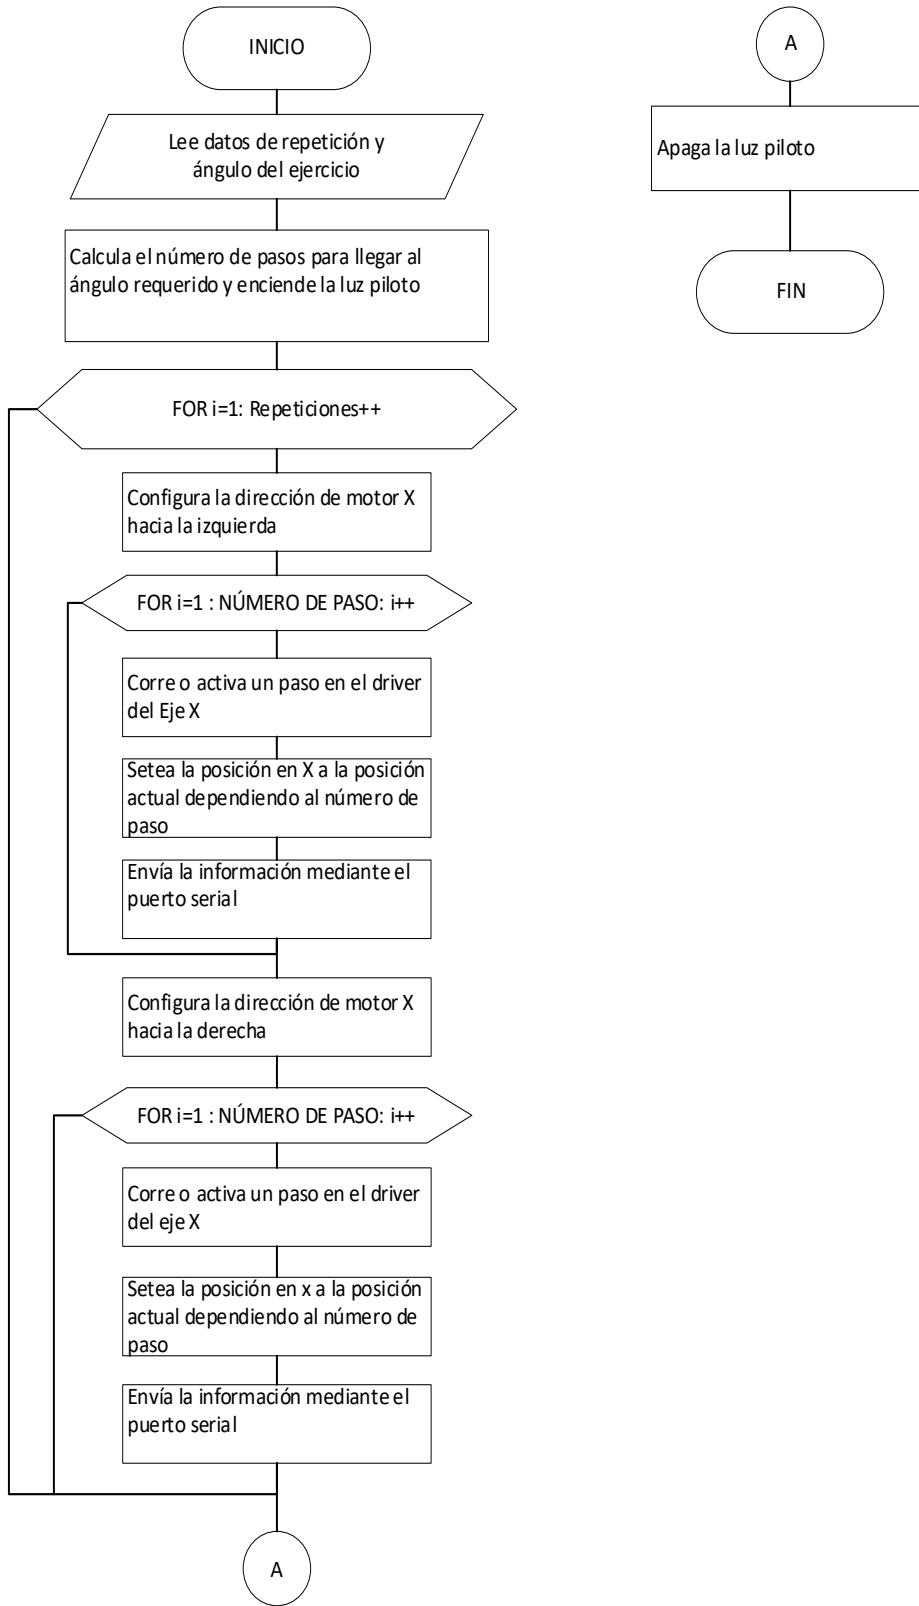 INICIO
Lee datos de repetición y
ángulo del ejercicio
Calcula el número de pasos para llegar al
ángulo requerido y enciende la luz piloto
FOR i=1: Repeticiones++
Configura la dirección de motor X
hacia la izquierda
FOR i=1 : NÚMERO DE PASO: i++
Corre o activa un paso en el driver
del Eje X
Setea la posición en X a la posición
actual dependiendo al número de
paso
Envía la información mediante el
puerto serial
Configura la dirección de motor X
hacia la derecha
FOR i=1 : NÚMERO DE PASO: i++
Corre o activa un paso en el driver
del eje X
Setea la posición en x a la posición
actual dependiendo al número de
paso
Envía la información mediante el
puerto serial
A
A
Apaga la luz piloto
FIN